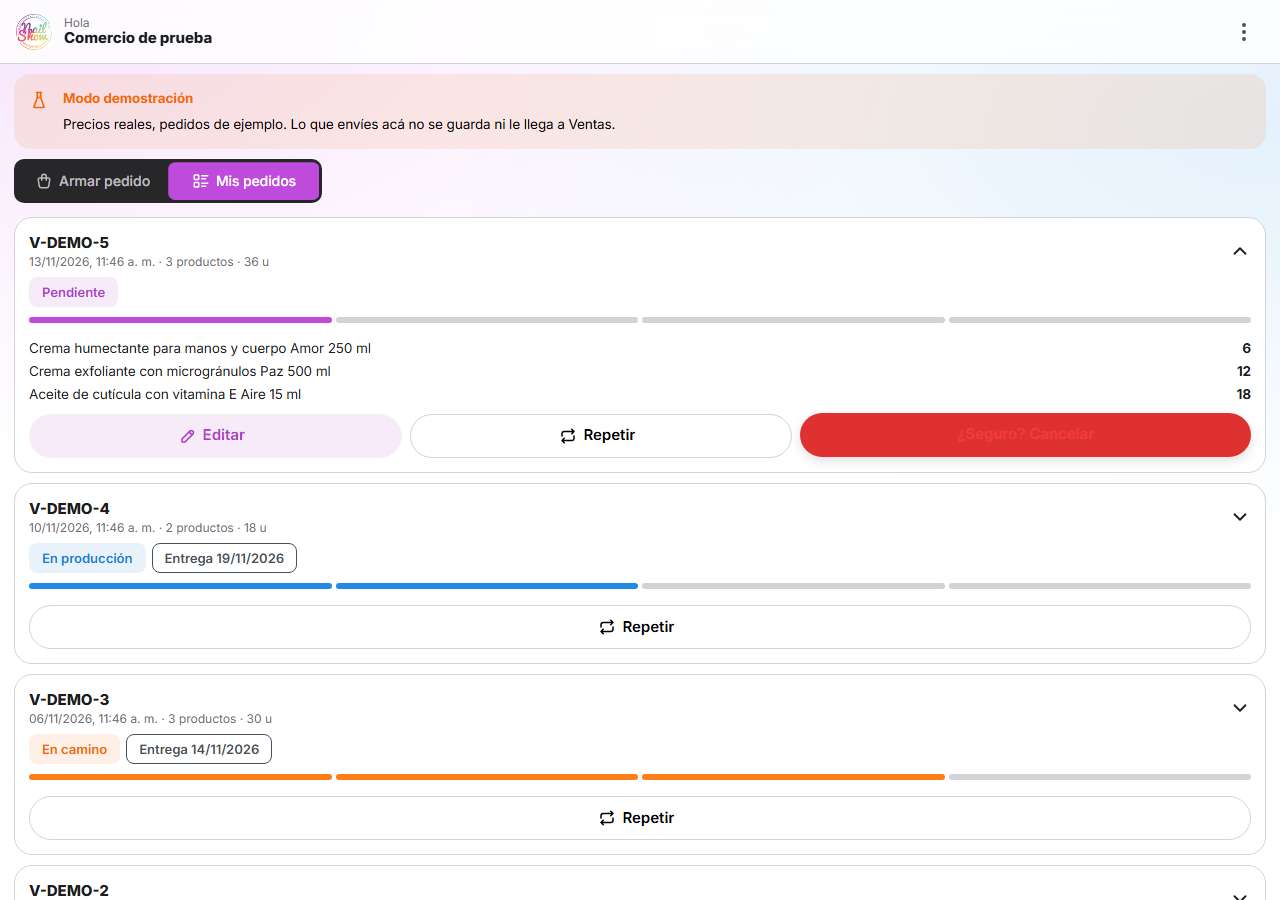 Nail Show
Hola
Comercio de prueba
Modo demostración
Precios reales, pedidos de ejemplo. Lo que envíes acá no se guarda ni le llega a Ventas.
Armar pedido
Mis pedidos
V-DEMO-5
13/11/2026, 11:46 a. m. · 3 productos · 36 u
Pendiente
Crema humectante para manos y cuerpo Amor 250 ml 6
Crema exfoliante con microgránulos Paz 500 ml 12
Aceite de cutícula con vitamina E Aire 15 ml 18
Editar
Repetir
¿Seguro? Cancelar
V-DEMO-4
10/11/2026, 11:46 a. m. · 2 productos · 18 u
En producción
Entrega 19/11/2026
Repetir
V-DEMO-3
06/11/2026, 11:46 a. m. · 3 productos · 30 u
En camino
Entrega 14/11/2026
Repetir
V-DEMO-2